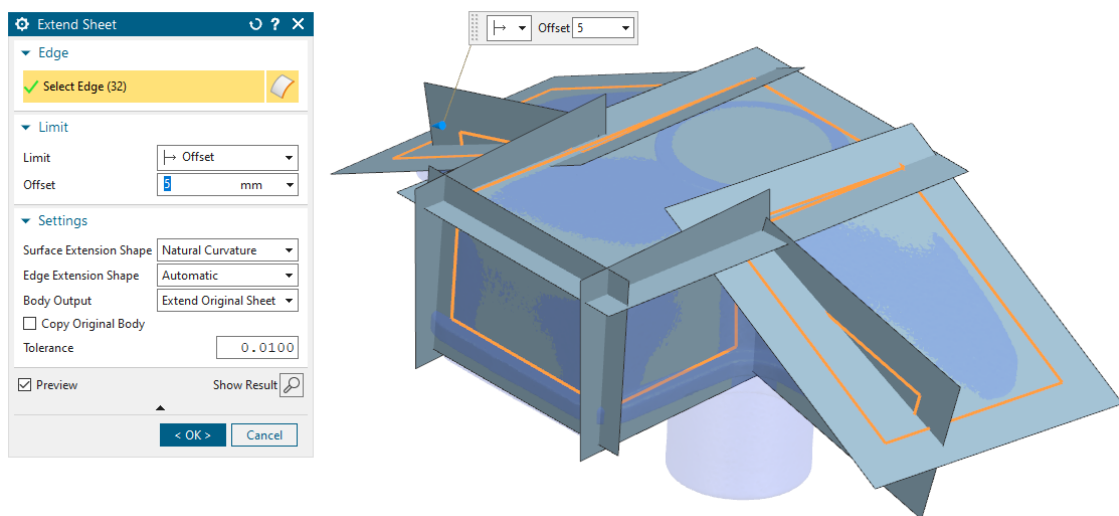 Extend Sheet
Edge
Select Edge (32)
Limit
Limit Offset
Offset 5 mm
Settings
Surface Extension Shape Natural Curvature
Edge Extension Shape Automatic
Body Output Extend Original Sheet
Copy Original Body
Tolerance 0.0100
Preview Show Result
< OK > Cancel
Offset 5